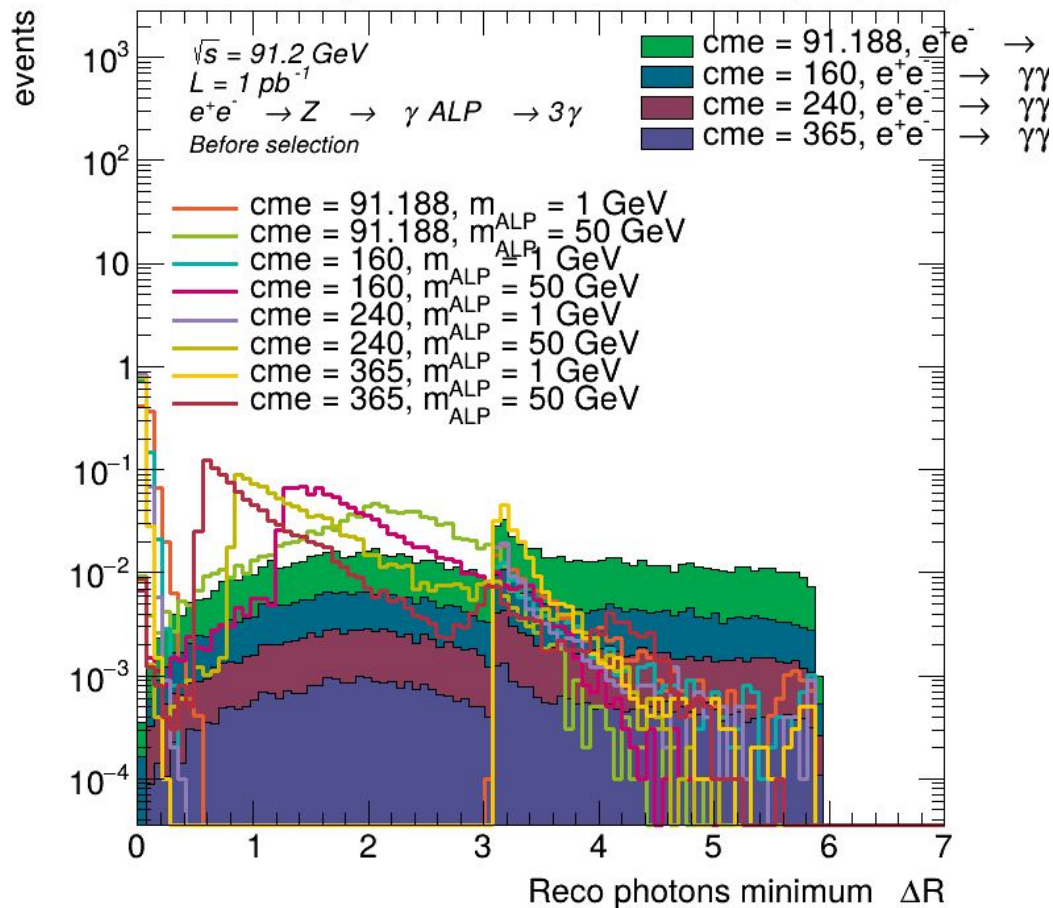 events
√s = 91.2 GeV
L = 1 pb⁻¹
e⁺e⁻ → Z → γ ALP → 3γ
Before selection
cme = 91.188, e⁺e⁻ →
cme = 160, e⁺e⁻ → γγ
cme = 240, e⁺e⁻ → γγ
cme = 365, e⁺e⁻ → γγ
cme = 91.188, m_ALP = 1 GeV
cme = 91.188, m_ALP = 50 GeV
cme = 160, m_ALP = 1 GeV
cme = 160, m_ALP = 50 GeV
cme = 240, m_ALP = 1 GeV
cme = 240, m_ALP = 50 GeV
cme = 365, m_ALP = 1 GeV
cme = 365, m_ALP = 50 GeV
10³
10²
10
1
10⁻¹
10⁻²
10⁻³
10⁻⁴
0 1 2 3 4 5 6 7
Reco photons minimum ΔR